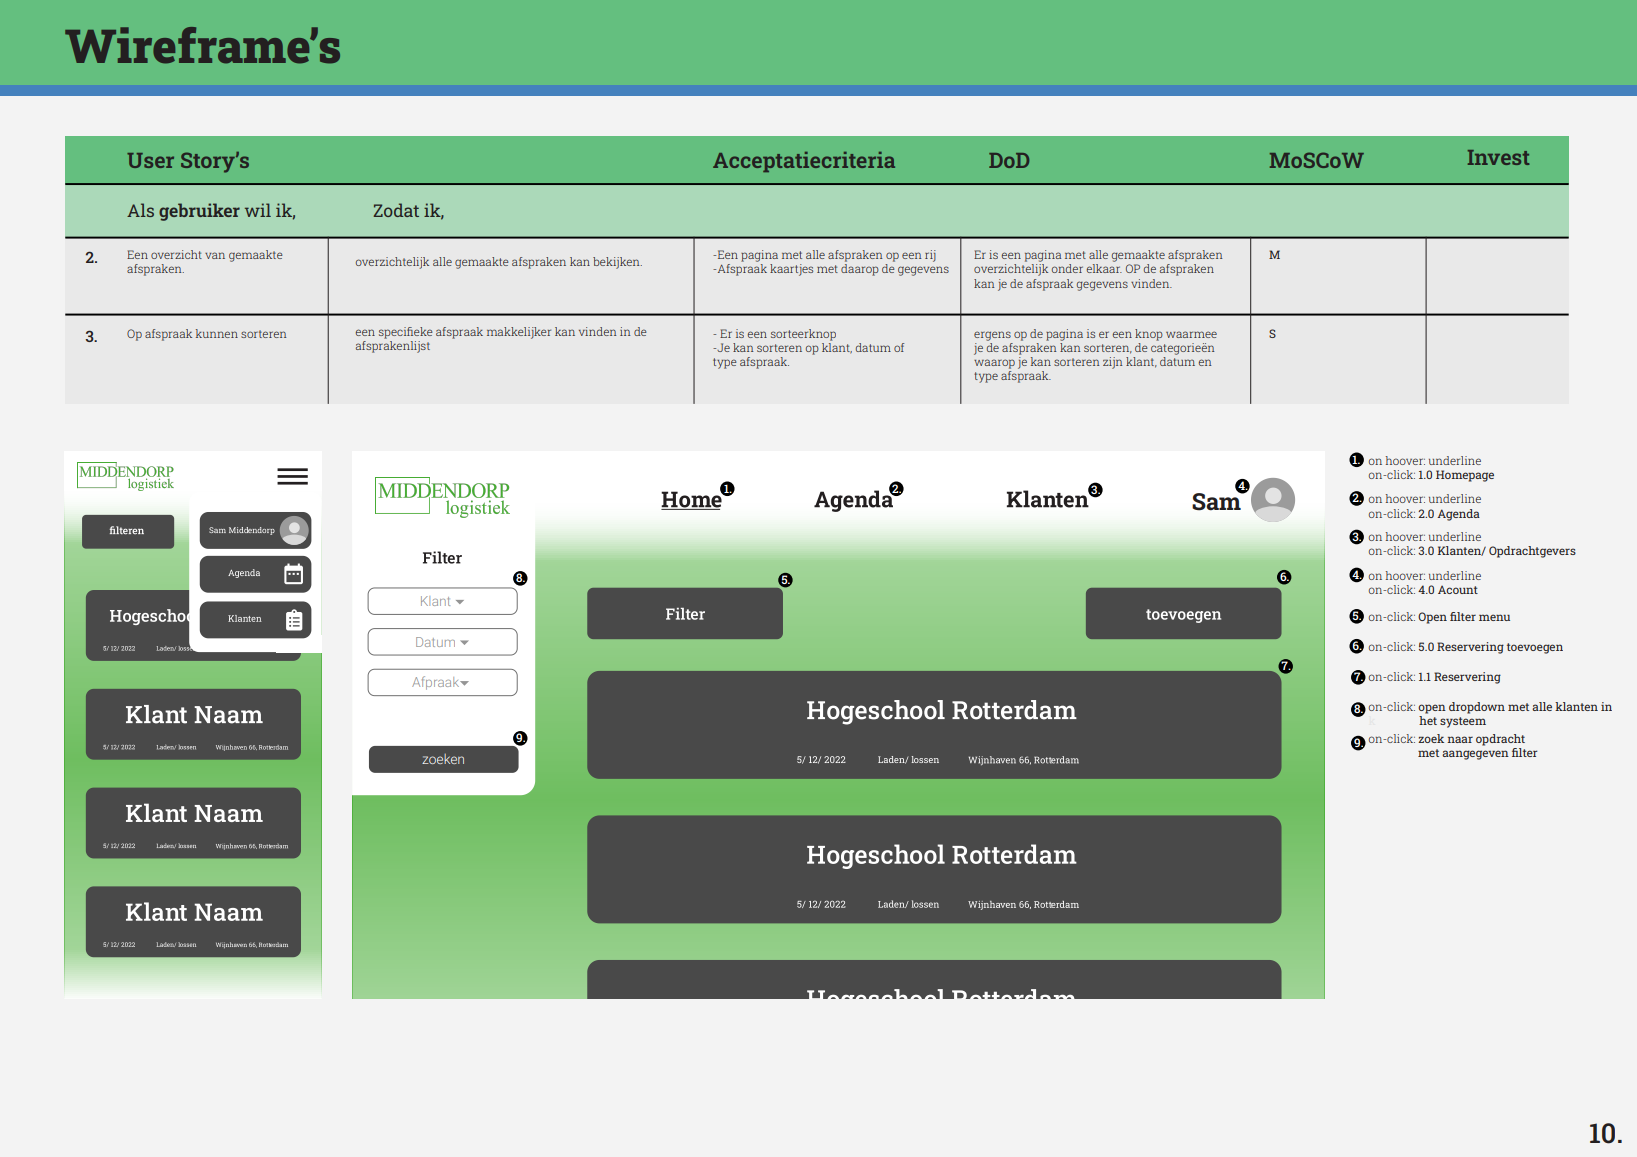 Wireframe's
User Story's
Acceptatiecriteria
DoD
MoSCoW
Invest
Als gebruiker wil ik,
Zodat ik,
2.
Een overzicht van gemaakte
afspraken.
overzichtelijk alle gemaakte afspraken kan bekijken.
-Een pagina met alle afspraken op een rij
-Afspraak kaartjes met daarop de gegevens
Er is een pagina met alle gemaakte afspraken
overzichtelijk onder elkaar. OP de afspraken
kan je de afspraak gegevens vinden.
M
3.
Op afspraak kunnen sorteren
een specifieke afspraak makkelijker kan vinden in de
afsprakenlijst
- Er is een sorteerknop
-Je kan sorteren op klant, datum of
type afspraak.
ergens op de pagina is er een knop waarmee
je de afspraken kan sorteren, de categorieën
waarop je kan sorteren zijn klant, datum en
type afspraak.
S
MIDDENDORP
logistiek
filteren
Sam Middendorp
Agenda
Klanten
Hogeschoo
5/ 12/ 2022 Laden/ losse
Klant Naam
5/ 12/ 2022 Laden/ lossen Wijnhaven 66, Rotterdam
Klant Naam
5/ 12/ 2022 Laden/ lossen Wijnhaven 66, Rotterdam
Klant Naam
5/ 12/ 2022 Laden/ lossen Wijnhaven 66, Rotterdam
MIDDENDORP
logistiek
Home 1.
Agenda 2.
Klanten 3.
Sam 4.
Filter
8.
Klant
Datum
Afpraak
9.
zoeken
5.
Filter
6.
toevoegen
7.
Hogeschool Rotterdam
5/ 12/ 2022 Laden/ lossen Wijnhaven 66, Rotterdam
Hogeschool Rotterdam
5/ 12/ 2022 Laden/ lossen Wijnhaven 66, Rotterdam
Hogeschool Rotterdam
1. on hoover: underline
on-click: 1.0 Homepage
2. on hoover: underline
on-click: 2.0 Agenda
3. on hoover: underline
on-click: 3.0 Klanten/ Opdrachtgevers
4. on hoover: underline
on-click: 4.0 Acount
5. on-click: Open filter menu
6. on-click: 5.0 Reservering toevoegen
7. on-click: 1.1 Reservering
8. on-click: open dropdown met alle klanten in
het systeem
9. on-click: zoek naar opdracht
met aangegeven filter
10.